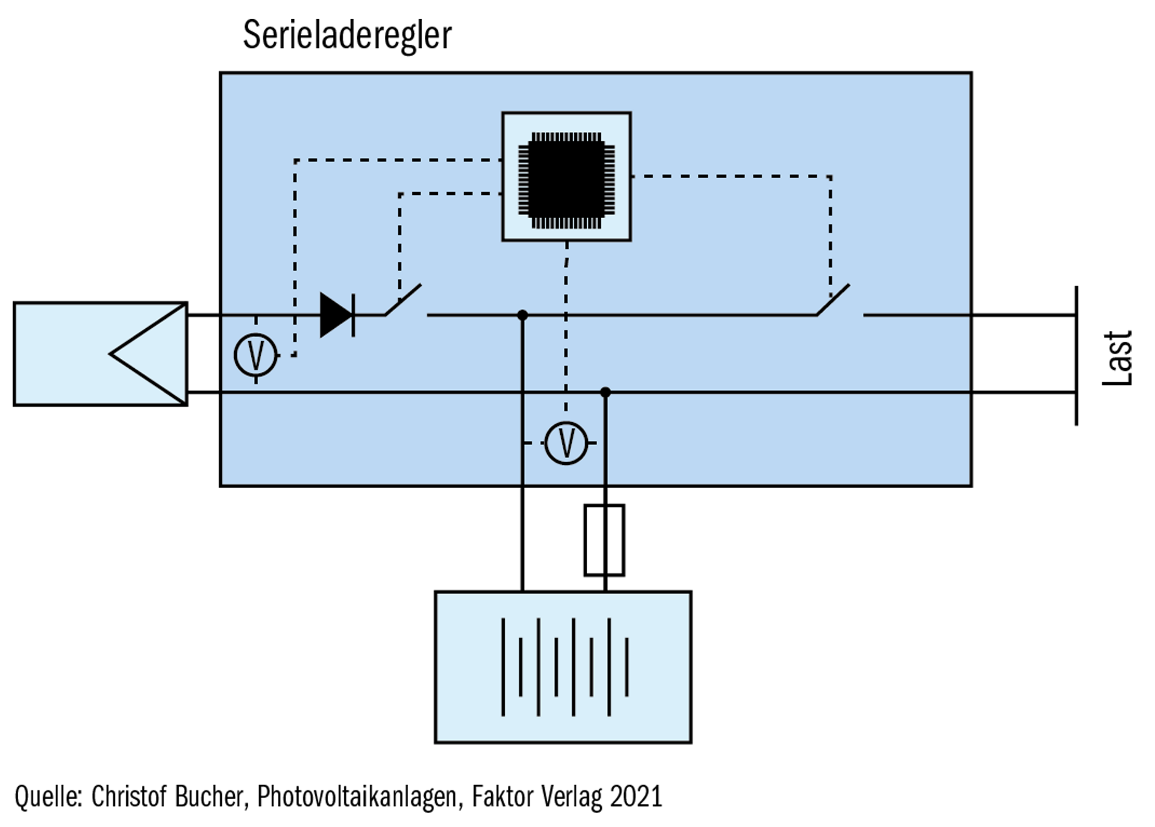 Serieladeregler
V
V
Last
Quelle: Christof Bucher, Photovoltaikanlagen, Faktor Verlag 2021